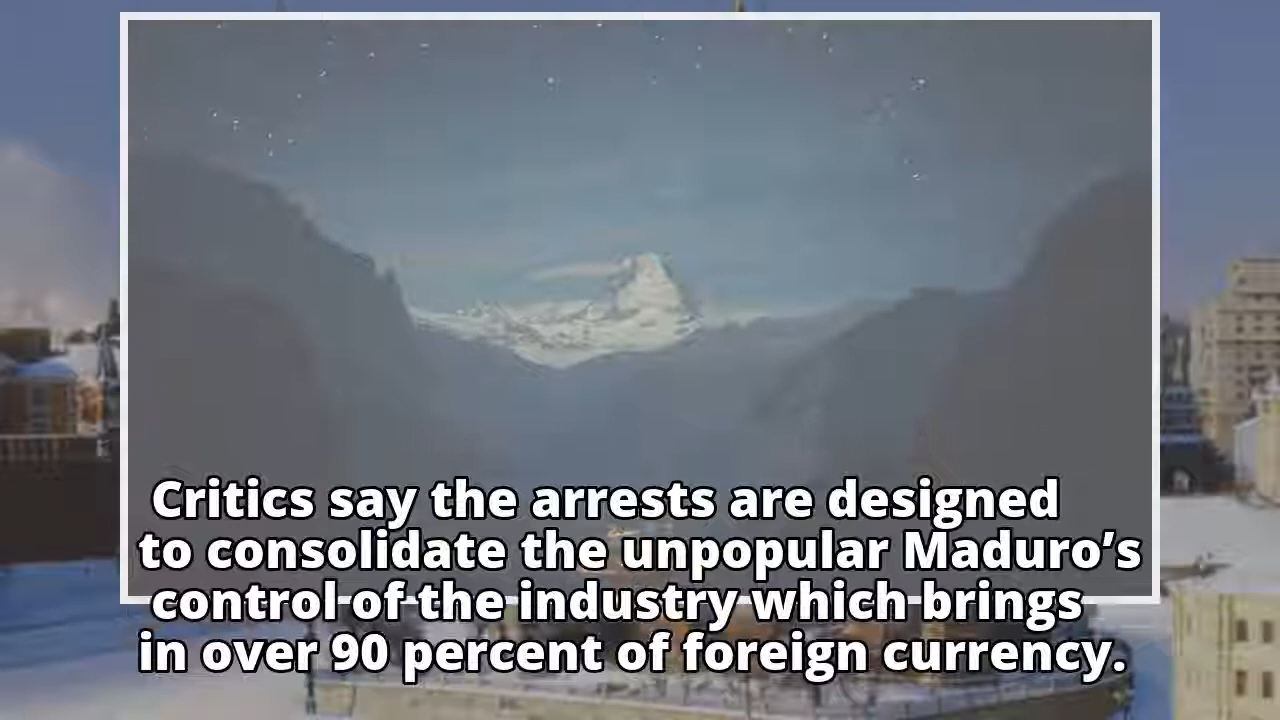 Critics say the arrests are designed
to consolidate the unpopular Maduro’s
control of the industry which brings
in over 90 percent of foreign currency.